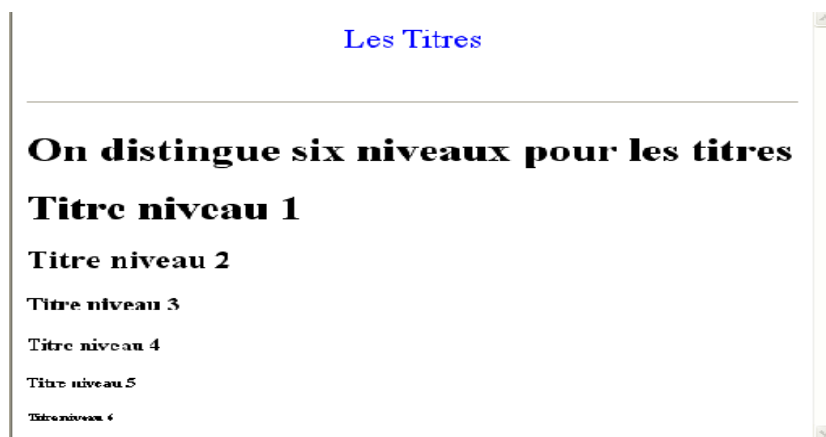 Les Titres
On distingue six niveaux pour les titres
Titre niveau 1
Titre niveau 2
Titre niveau 3
Titre niveau 4
Titre niveau 5
Titre niveau 6